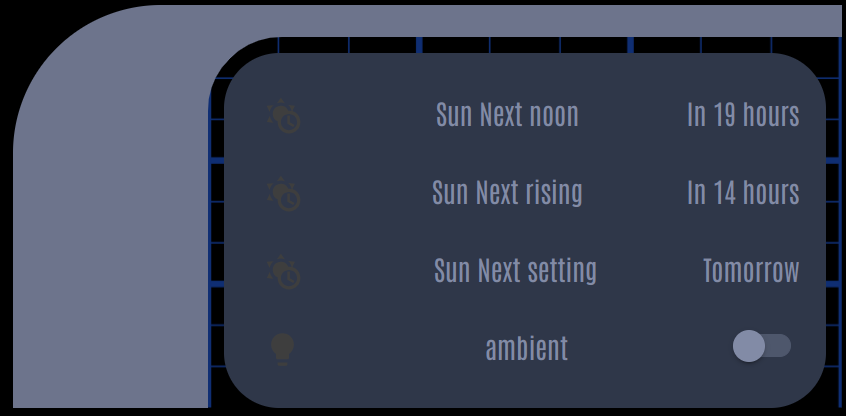 Sun Next noon In 19 hours
Sun Next rising In 14 hours
Sun Next setting Tomorrow
ambient